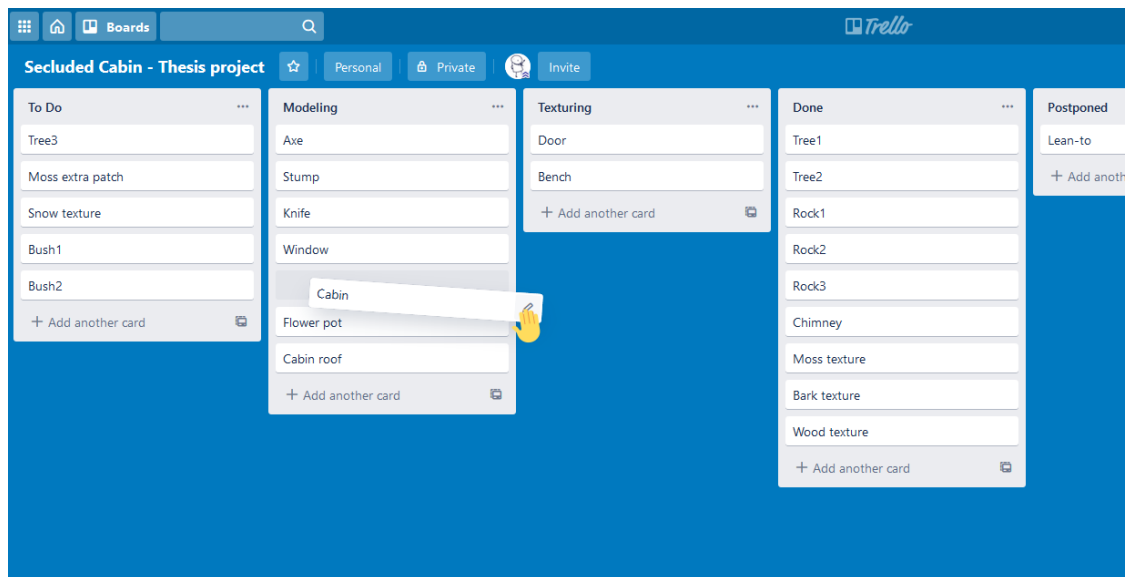 Boards
Trello
Secluded Cabin - Thesis project
Personal
Private
Invite
To Do
Tree3
Moss extra patch
Snow texture
Bush1
Bush2
+ Add another card
Modeling
Axe
Stump
Knife
Window
Cabin
Flower pot
Cabin roof
+ Add another card
Texturing
Door
Bench
+ Add another card
Done
Tree1
Tree2
Rock1
Rock2
Rock3
Chimney
Moss texture
Bark texture
Wood texture
+ Add another card
Postponed
Lean-to
+ Add anoth